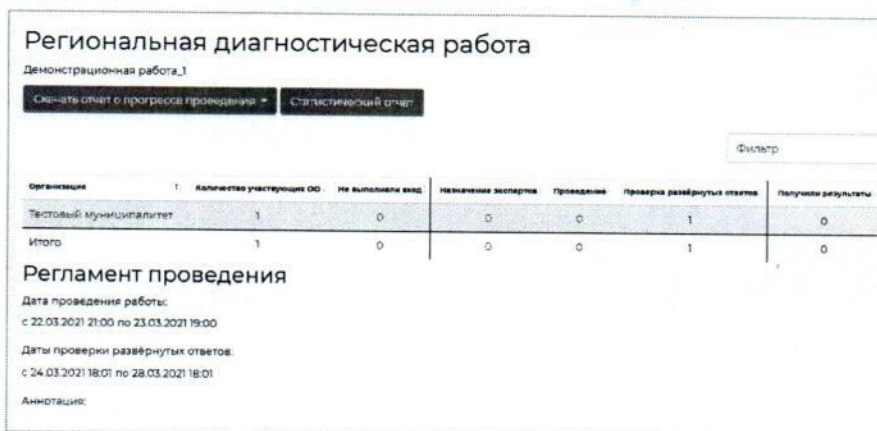 Региональная диагностическая работа
Демонстрационная работа_1
Скачать отчет о прогрессе проведения Статистический отчет
Фильтр
Организация Количество участвующих ОО Не выполнили вход Назначение экспертов Проведение Проверка развёрнутых ответов Получили результаты
Тестовый муниципалитет 1 0 0 0 1 0
Итого 1 0 0 0 1 0
Регламент проведения
Дата проведения работы:
с 22.03.2021 21:00 по 23.03.2021 19:00
Даты проверки развёрнутых ответов:
с 24.03.2021 18:01 по 28.03.2021 18:01
Аннотация: